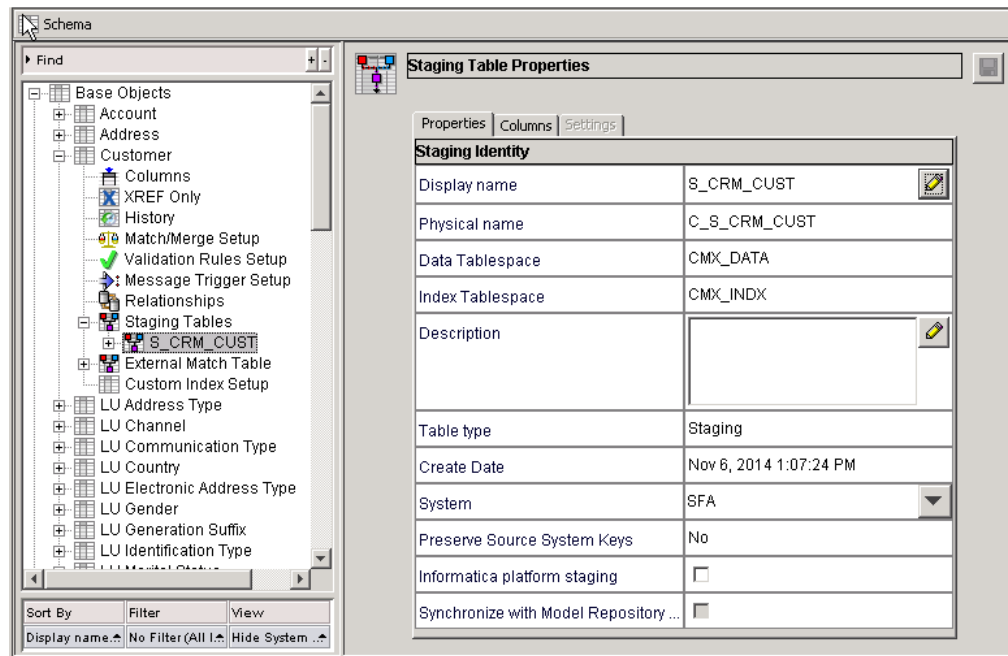 Schema
Find
+ -
Base Objects
Account
Address
Customer
Columns
XREF Only
History
Match/Merge Setup
Validation Rules Setup
Message Trigger Setup
Relationships
Staging Tables
S_CRM_CUST
External Match Table
Custom Index Setup
LU Address Type
LU Channel
LU Communication Type
LU Country
LU Electronic Address Type
LU Gender
LU Generation Suffix
LU Identification Type
LU Marital Status
Sort By Filter View
Display name... No Filter (All I... Hide System ...
Staging Table Properties
Properties Columns Settings
Staging Identity
Display name S_CRM_CUST
Physical name C_S_CRM_CUST
Data Tablespace CMX_DATA
Index Tablespace CMX_INDX
Description
Table type Staging
Create Date Nov 6, 2014 1:07:24 PM
System SFA
Preserve Source System Keys No
Informatica platform staging
Synchronize with Model Repository ...